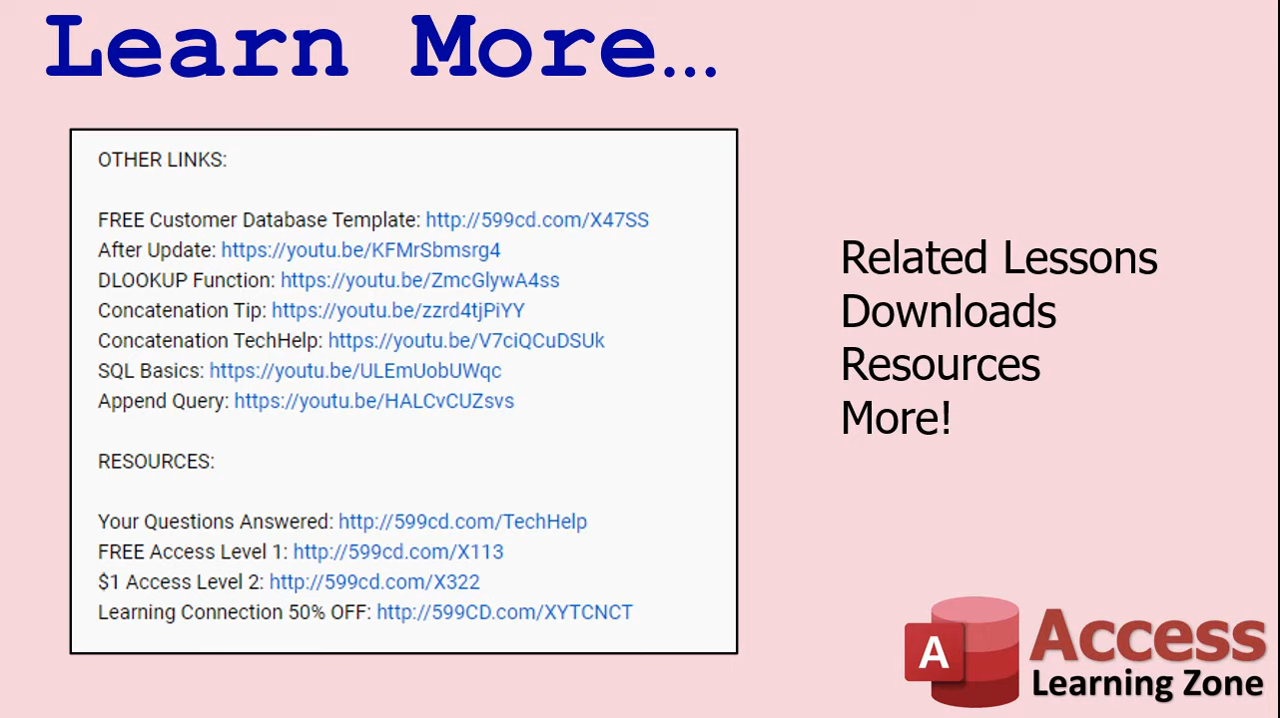 Learn More...
OTHER LINKS:
FREE Customer Database Template: http://599cd.com/X47SS
After Update: https://youtu.be/KFMrSbmsrg4
DLOOKUP Function: https://youtu.be/ZmcGlywA4ss
Concatenation Tip: https://youtu.be/zzrd4tjPiYY
Concatenation TechHelp: https://youtu.be/V7ciQCuDSUk
SQL Basics: https://youtu.be/ULEmUobUWqc
Append Query: https://youtu.be/HALCvCUZsvs
RESOURCES:
Your Questions Answered: http://599cd.com/TechHelp
FREE Access Level 1: http://599cd.com/X113
$1 Access Level 2: http://599cd.com/X322
Learning Connection 50% OFF: http://599CD.com/XYTCNCT
Related Lessons
Downloads
Resources
More!
A
Access
Learning Zone